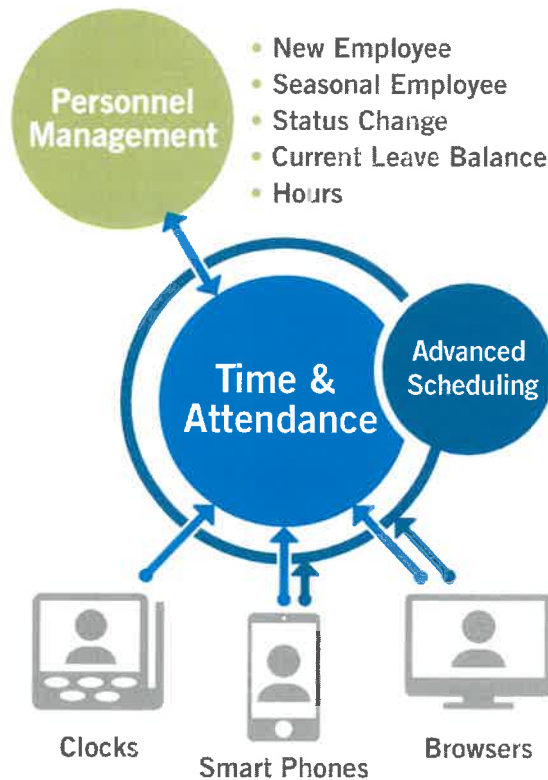 Personnel
Management
• New Employee
• Seasonal Employee
• Status Change
• Current Leave Balance
• Hours
Time &
Attendance
Advanced
Scheduling
Clocks
Smart Phones
Browsers